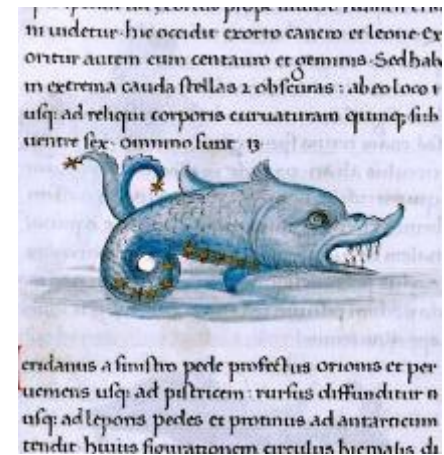 ni uidetur. hic occidit exorto cancro et leone. Ex
oritur autem cum centauro et geminis. Sed hab
in extrema cauda stellas 2 obscuras: ab eo loco
usq; ad reliqui corporis curuaturam quinq; sub
uentre sex. omnino sunt 13
eridanus a sinistro pede profectus orionis et per
ueniens usq; ad pistricem: rursus diffunditur
usq; ad leporis pedes et protinus ad antarticum
tendit. huius figurationem circulus hiemalis di